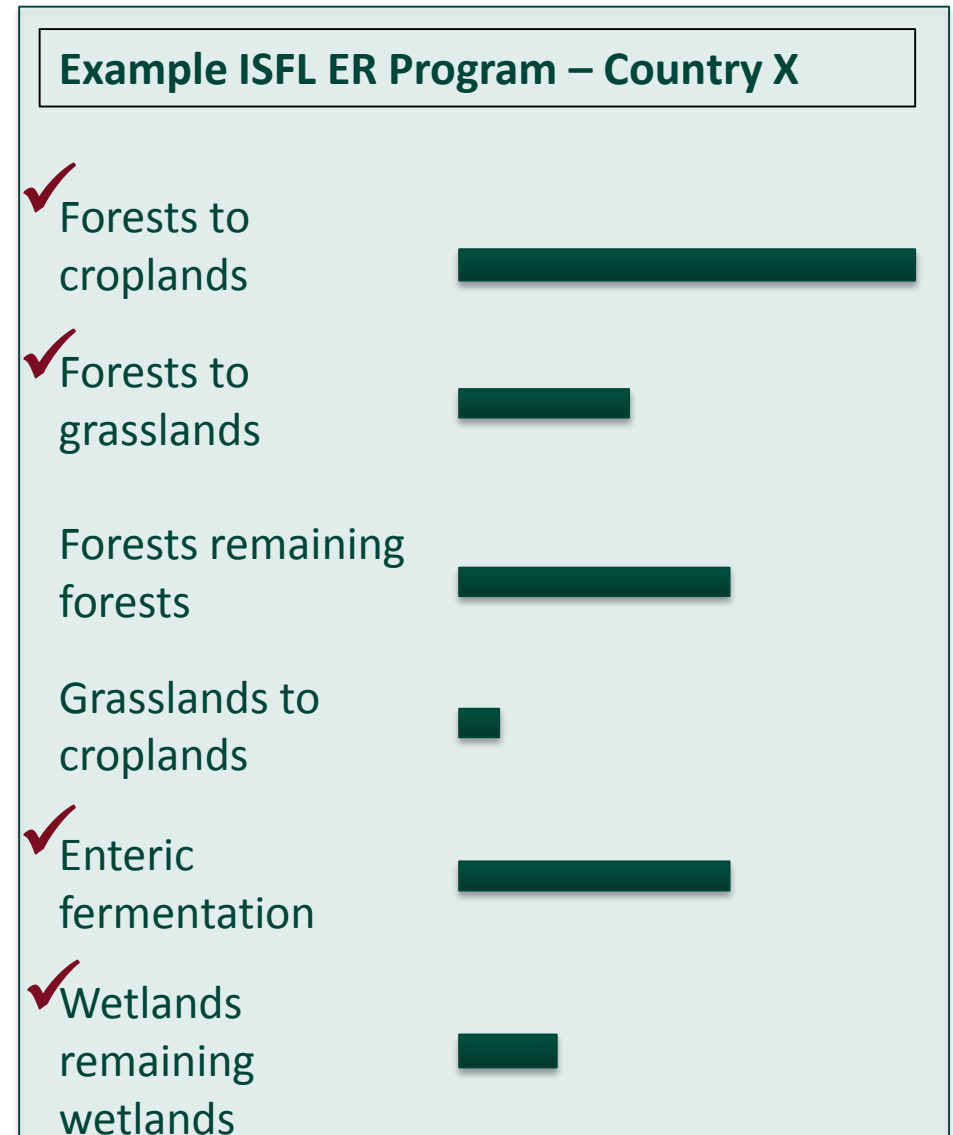 Example ISFL ER Program – Country X
Forests to
croplands
Forests to
grasslands
Forests remaining
forests
Grasslands to
croplands
Enteric
fermentation
Wetlands
remaining
wetlands